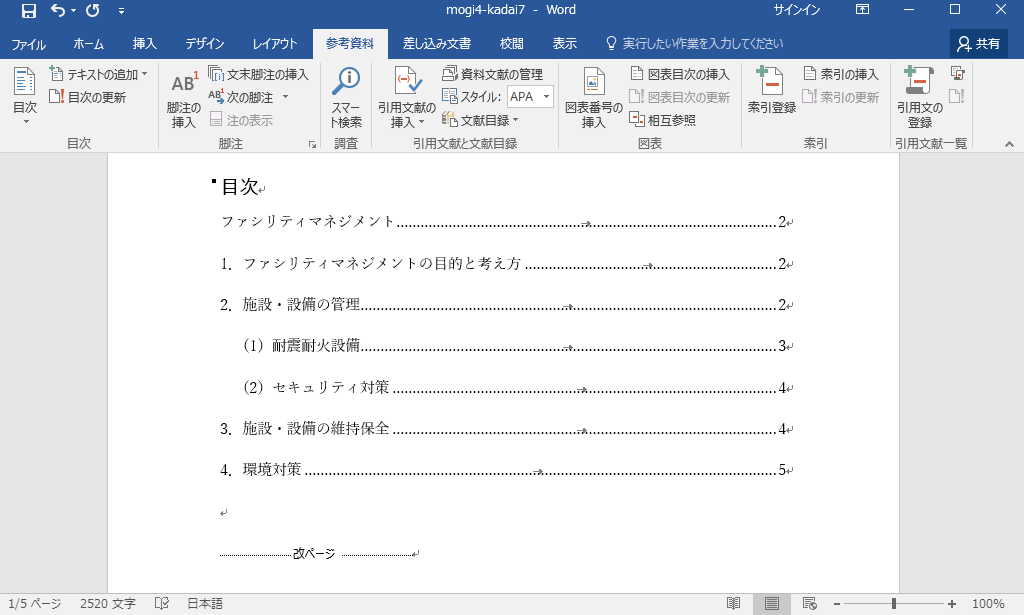 mogi4-kadai7 - Word
サインイン
ファイル ホーム 挿入 デザイン レイアウト 参考資料 差し込み文書 校閲 表示 実行したい作業を入力してください 共有
目次
テキストの追加
目次の更新
目次
AB1
脚注の挿入
文末脚注の挿入
AB1 次の脚注
注の表示
脚注
スマート検索
調査
引用文献の挿入
資料文献の管理
スタイル: APA
文献目録
引用文献と文献目録
図表番号の挿入
図表目次の挿入
図表目次の更新
相互参照
図表
索引登録
索引の挿入
索引の更新
索引
引用文の登録
引用文献一覧
目次
ファシリティマネジメント 2
1. ファシリティマネジメントの目的と考え方 2
2. 施設・設備の管理 2
(1) 耐震耐火設備 3
(2) セキュリティ対策 4
3. 施設・設備の維持保全 4
4. 環境対策 5
改ページ
1/5 ページ 2520 文字 日本語 100%